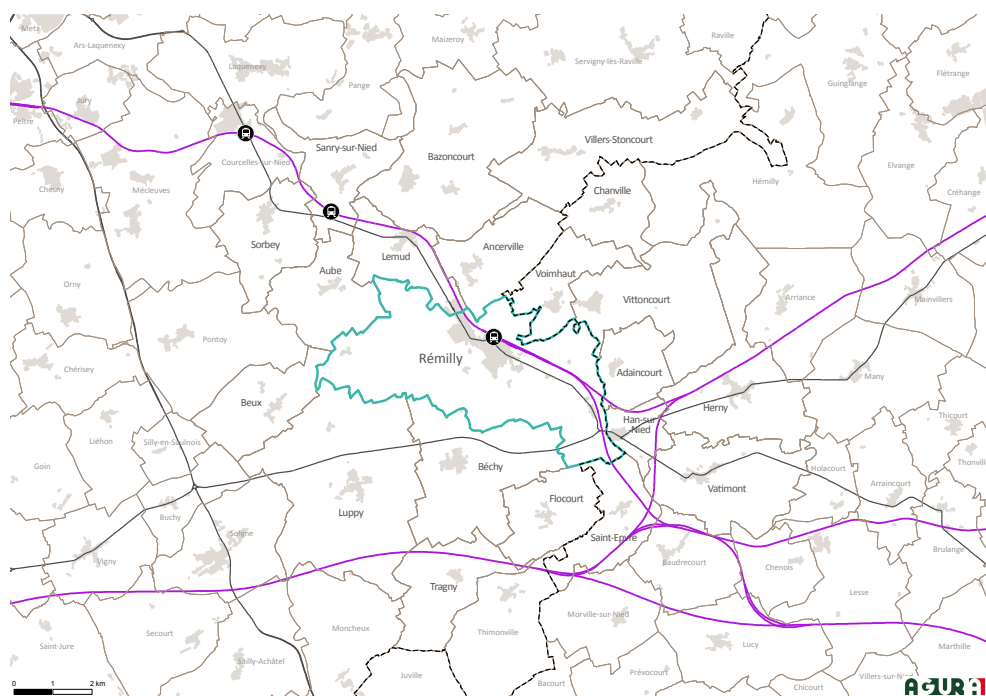 Metz
Ars-Laquenexy
Maizeroy
Raville
Servigny-lès-Raville
Laquenexy
Pange
Guinglange
Flétrange
Jury
Peltre
Courcelles-sur-Nied
Sanry-sur-Nied
Bazoncourt
Villers-Stoncourt
Elvange
Chesny
Mécleuves
Chanville
Hémilly
Créhange
Sorbey
Lemud
Ancerville
Aube
Voimhaut
Orny
Vittoncourt
Arriance
Mainvillers
Pontoy
Rémilly
Chérisey
Adaincourt
Many
Beux
Herny
Thicourt
Han-sur
Nied
Liéhon
Silly-en-Saulnois
Thonville
Goin
Béchy
Holacourt
Vatimont
Arraincourt
Flocourt
Luppy
Buchy
Solgne
Saint-Epvre
Vigny
Baudrecourt
Chenois
Brulange
Tragny
Lesse
Morville-sur-Nied
Moncheux
Thimonville
Saint-Jure
Secourt
Lucy
Marthille
Sailly-Achâtel
Juville
Prévocourt
Bacourt
Chicourt
Villers-sur-Nied
0 1 2 km
AGURA